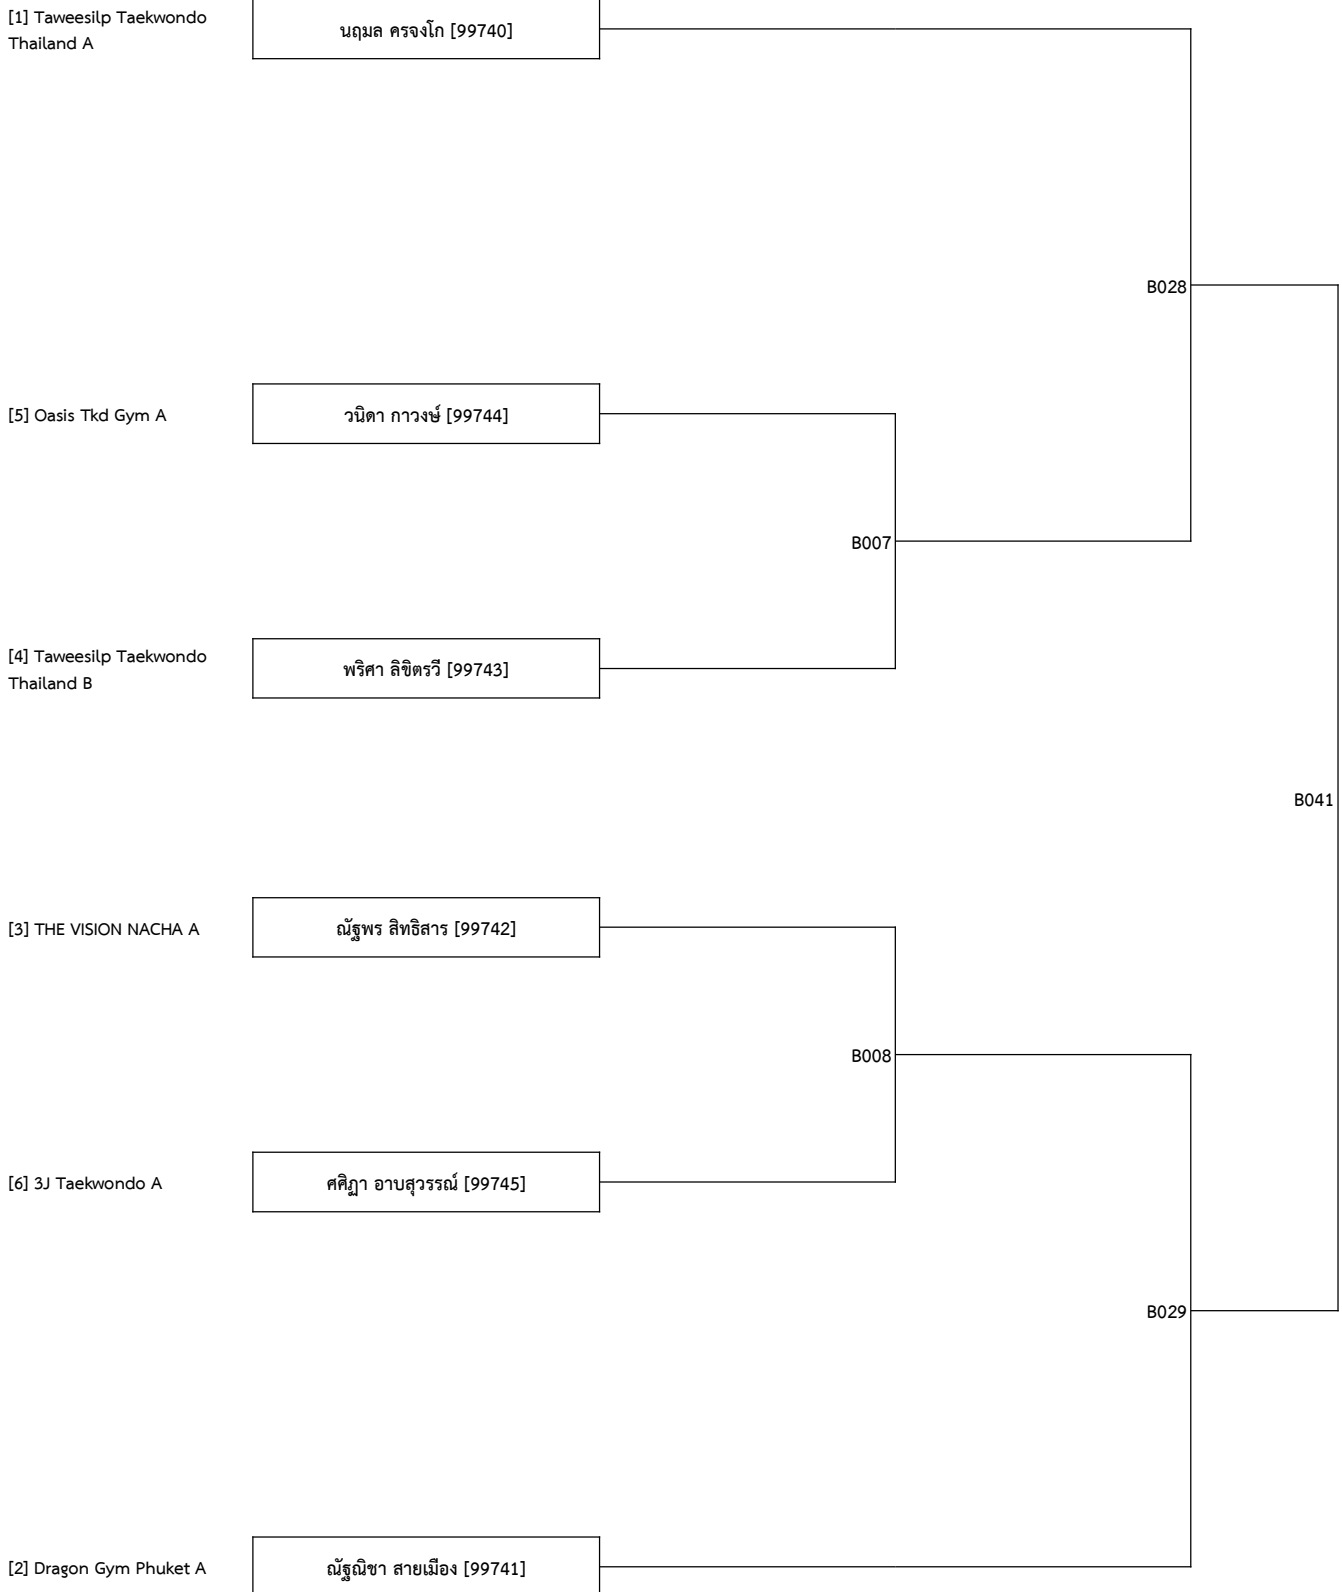 [1] Taweesilp Taekwondo
Thailand A
นฤมล ครจงโก [99740]
B028
[5] Oasis Tkd Gym A
วนิดา กาวงษ์ [99744]
B007
[4] Taweesilp Taekwondo
Thailand B
พริศา ลิขิตรวี [99743]
B041
[3] THE VISION NACHA A
ณัฐพร สิทธิสาร [99742]
B008
[6] 3J Taekwondo A
ศศิฏา อาบสุวรรณ์ [99745]
B029
[2] Dragon Gym Phuket A
ณัฐณิชา สายเมือง [99741]